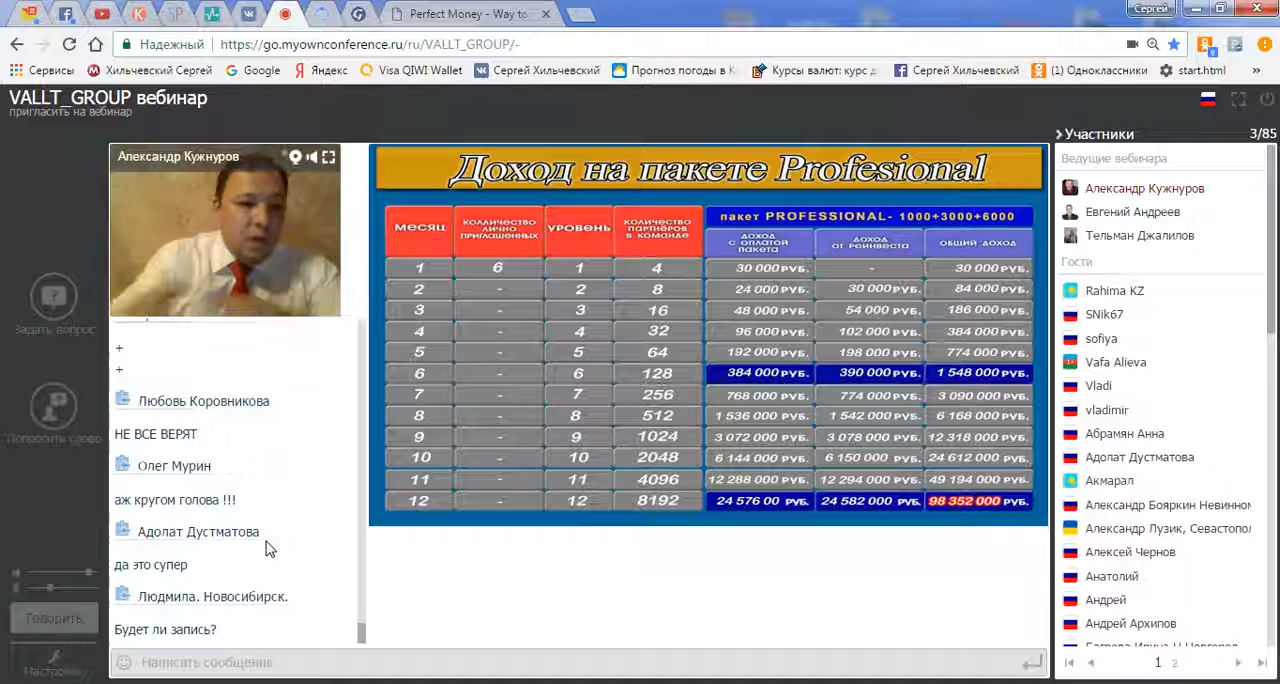 Сергей
Perfect Money - Way to
Надежный
https://go.myownconference.ru/ru/VALLT_GROUP/-
Сервисы
Хильчевский Сергей
Google
Яндекс
Visa QIWI Wallet
Сергей Хильчевский
Прогноз погоды в К
Курсы валют: курс д
Сергей Хильчевский
(1) Одноклассники
start.html
»
VALLT_GROUP вебинар
пригласить на вебинар
Александр Кужнуров
Задать вопрос
Попросить слово
Говорить
Настройк
+
+
Любовь Коровникова
НЕ ВСЕ ВЕРЯТ
Олег Мурин
аж кругом голова !!!
Адолат Дустматова
да это супер
Людмила. Новосибирск.
Будет ли запись?
Написать сообщение
Доход на пакете Profesional
МЕСЯЦ
КОЛЛИЧЕСТВО
ЛИЧНО
ПРИГЛАШЕННЫХ
УРОВЕНЬ
КОЛИЧЕСТВО
ПАРТНЁРОВ
В КОМАНДЕ
ПАКЕТ PROFESSIONAL- 1000+3000+6000
ДОХОД
С ОПЛАТОЙ
ПАКЕТА
ДОХОД
ОТ РЕИНВЕСТА
ОБЩИЙ ДОХОД
1 6 1 4 30 000 РУБ. - 30 000 РУБ.
2 - 2 8 24 000 РУБ. 30 000 РУБ. 84 000 РУБ.
3 - 3 16 48 000 РУБ. 54 000 РУБ. 186 000 РУБ.
4 - 4 32 96 000 РУБ. 102 000 РУБ. 384 000 РУБ.
5 - 5 64 192 000 РУБ. 198 000 РУБ. 774 000 РУБ.
6 - 6 128 384 000 РУБ. 390 000 РУБ. 1 548 000 РУБ.
7 - 7 256 768 000 РУБ. 774 000 РУБ. 3 090 000 РУБ.
8 - 8 512 1 536 000 РУБ. 1 542 000 РУБ. 6 168 000 РУБ.
9 - 9 1024 3 072 000 РУБ. 3 078 000 РУБ. 12 318 000 РУБ.
10 - 10 2048 6 144 000 РУБ. 6 150 000 РУБ. 24 612 000 РУБ.
11 - 11 4096 12 288 000 РУБ. 12 294 000 РУБ. 49 194 000 РУБ.
12 - 12 8192 24 576 00 РУБ. 24 582 000 РУБ. 98 352 000 РУБ.
Участники 3/85
Ведущие вебинара
Александр Кужнуров
Евгений Андреев
Тельман Джалилов
Гости
Rahima KZ
SNik67
sofiya
Vafa Alieva
Vladi
vladimir
Абрамян Анна
Адолат Дустматова
Акмарал
Александр Бояркин Невинном
Александр Лузик, Севастопол
Алексей Чернов
Анатолий
Андрей
Андрей Архипов
1 2